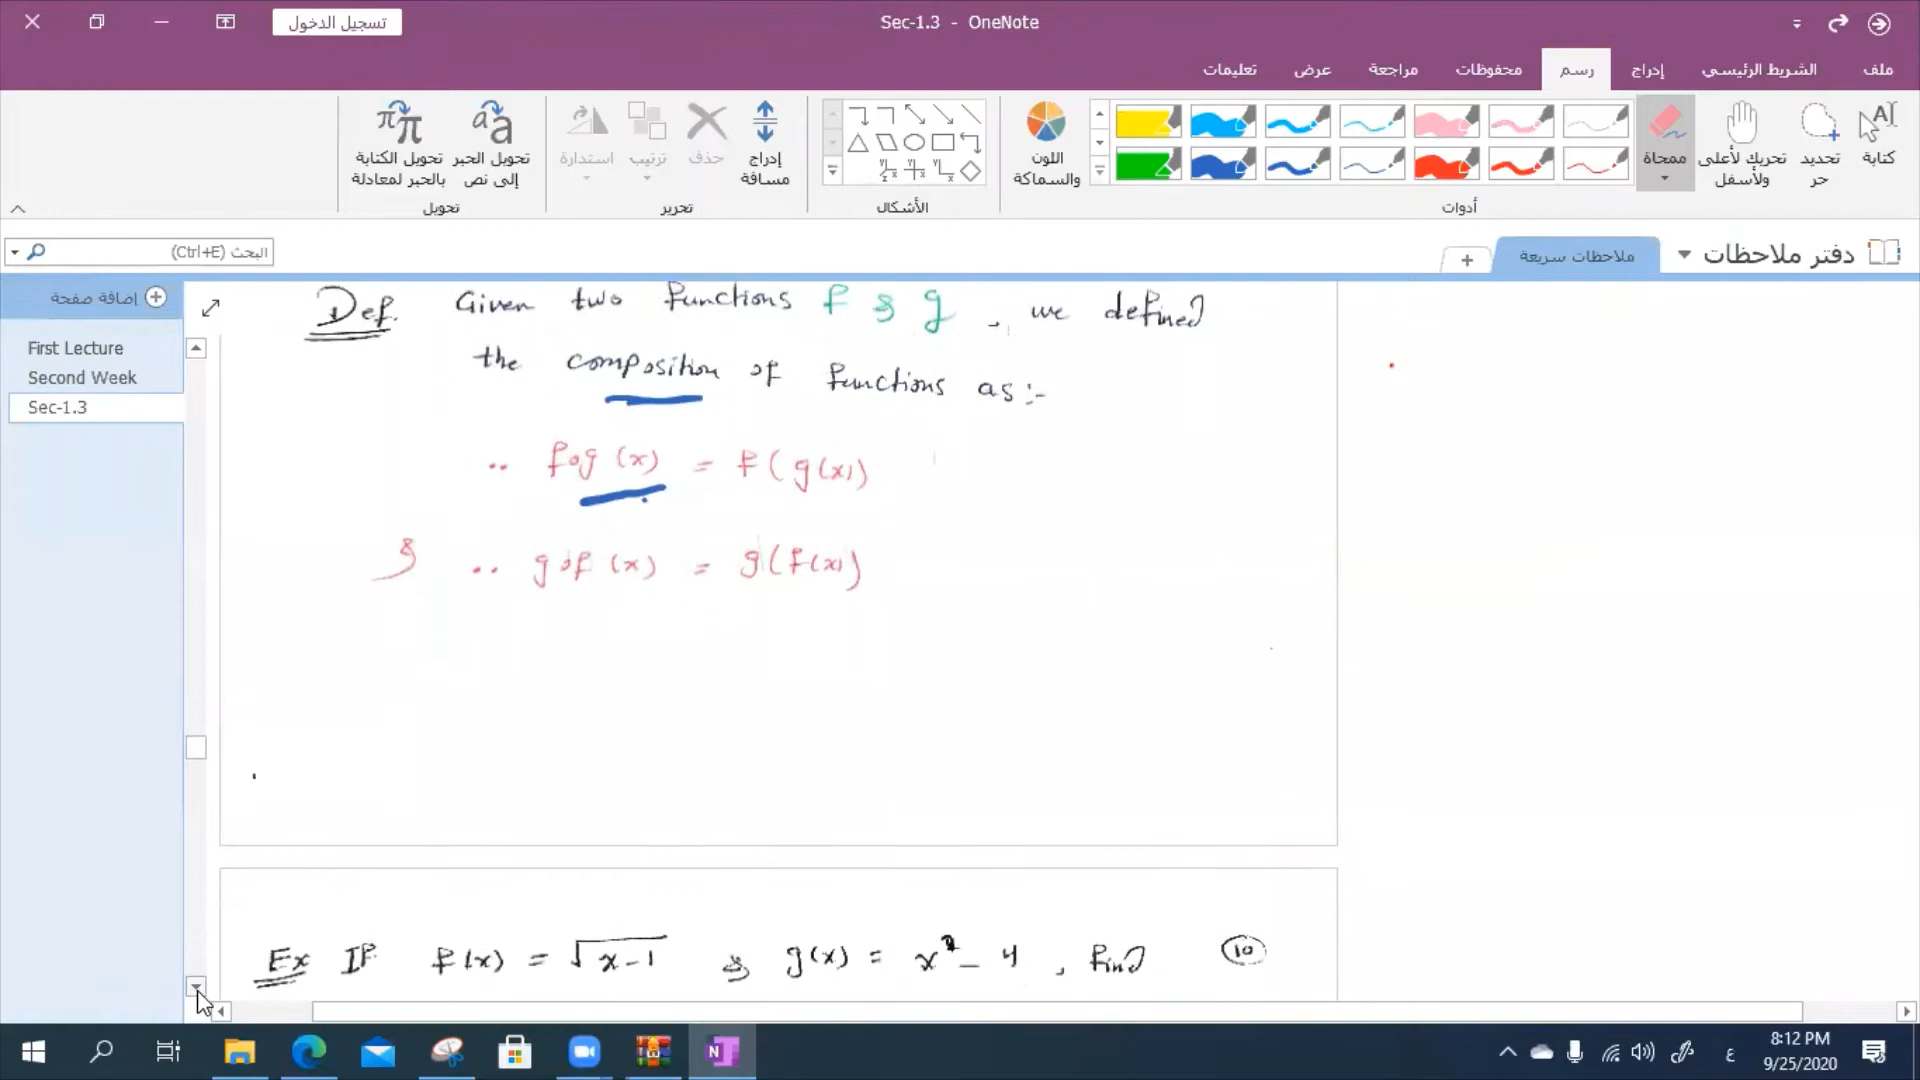 تسجيل الدخول
Sec-1.3 - OneNote
ملف
الشريط الرئيسي
إدراج
رسم
محفوظات
مراجعة
عرض
تعليمات
كتابة
تحديد حر
تحريك لأعلى ولأسفل
ممحاة
أدوات
اللون والسماكة
الأشكال
إدراج مسافة
حذف
ترتيب
استدارة
تحرير
تحويل الحبر إلى نص
تحويل الكتابة بالحبر لمعادلة
تحويل
دفتر ملاحظات
ملاحظات سريعة
البحث (Ctrl+E)
إضافة صفحة
First Lecture
Second Week
Sec-1.3
Def. Given two functions f & g, we defined
the composition of functions as:-
.. fog (x) = f(g(x))
& .. gof (x) = g(f(x))
Ex If f(x) = √x-1 & g(x) = x² - 4, find 10
ع
8:12 PM
9/25/2020